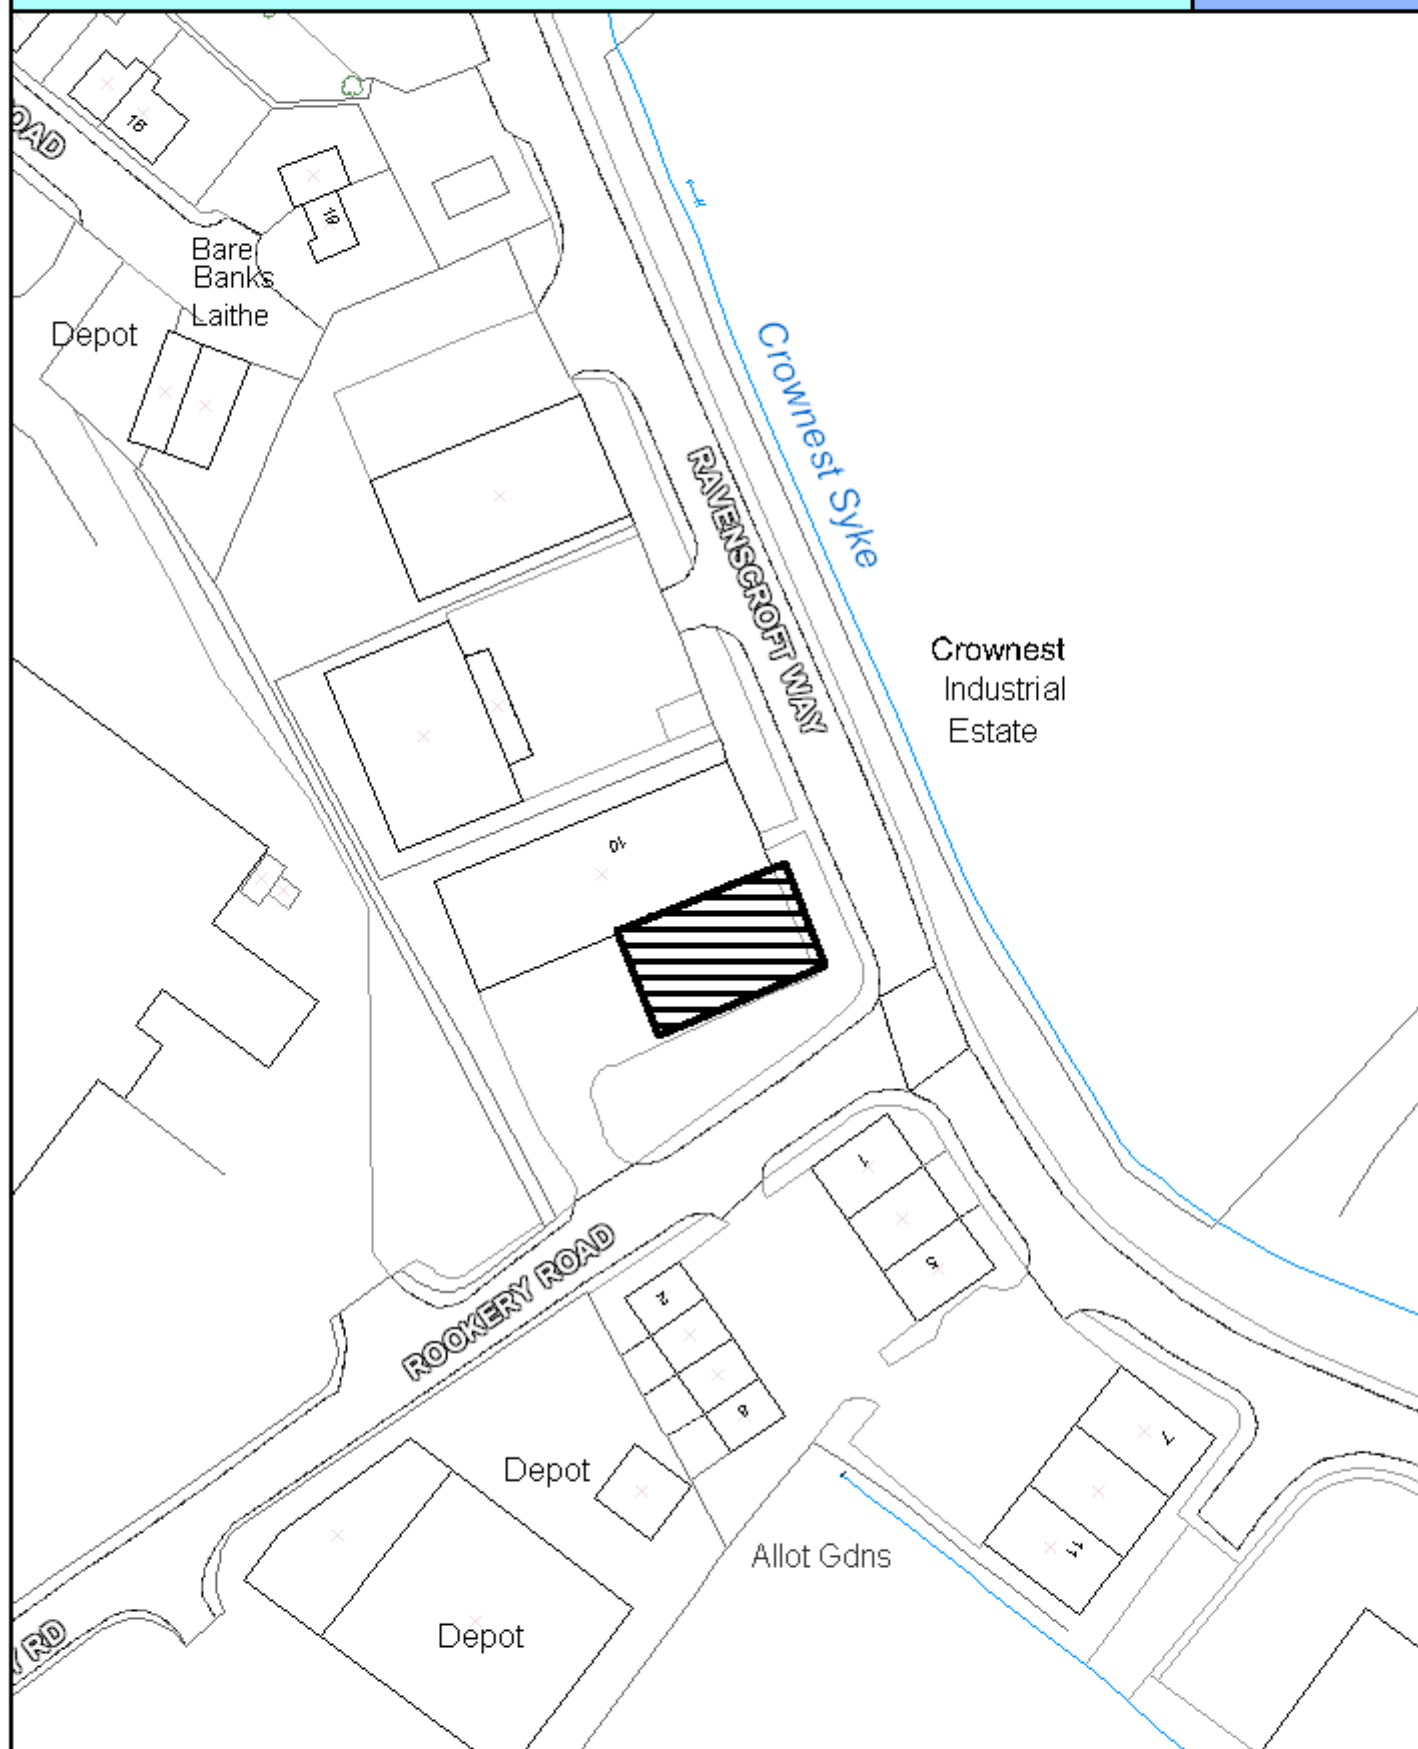 OAD
16
19
Bare
Banks
Laithe
Depot
Crownest Syke
RAVENSCROFT WAY
Crownest
Industrial
Estate
10
1
5
ROOKERY ROAD
2
8
7
11
Depot
Allot Gdns
Depot
Y RD